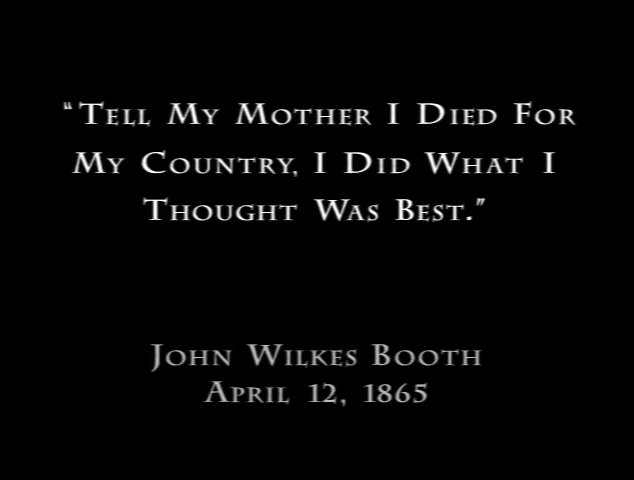 “Tell My Mother I Died For
My Country, I Did What I
Thought Was Best.”
John Wilkes Booth
April 12, 1865